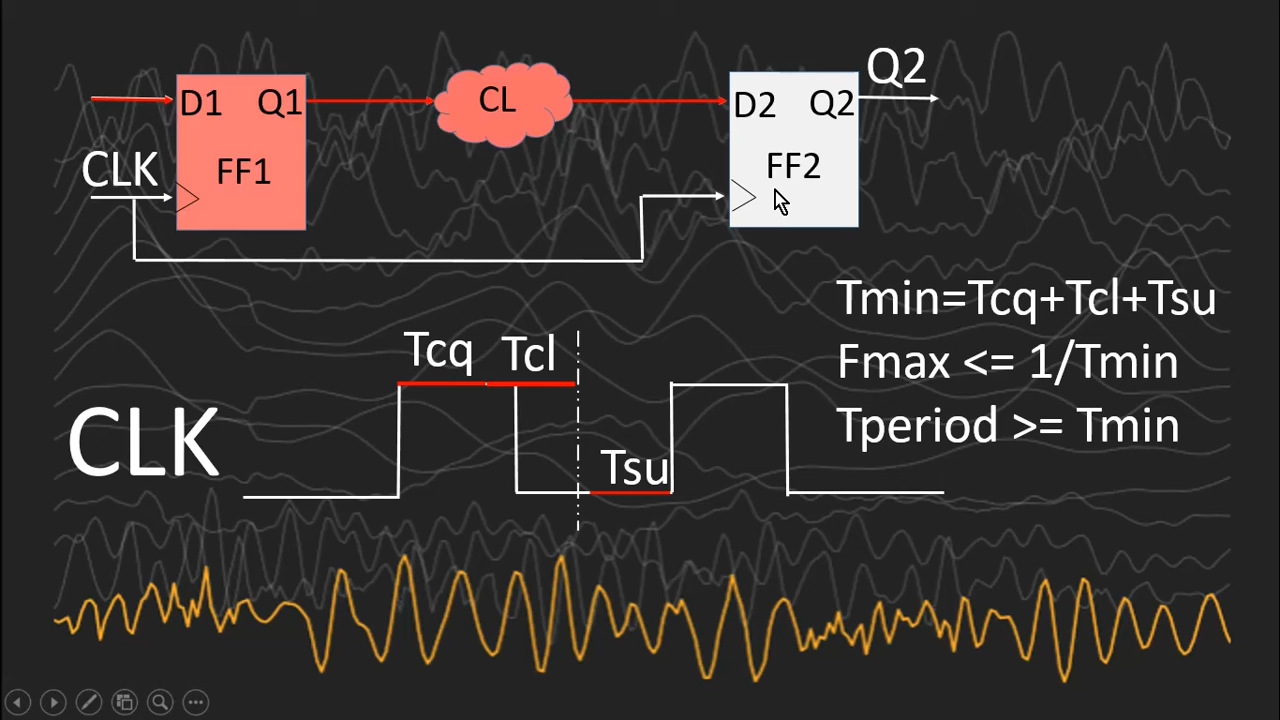 Q2
D1 Q1
CL
D2 Q2
CLK
FF1
FF2
Tmin=Tcq+Tcl+Tsu
Tcq Tcl
Fmax <= 1/Tmin
CLK
Tperiod >= Tmin
Tsu